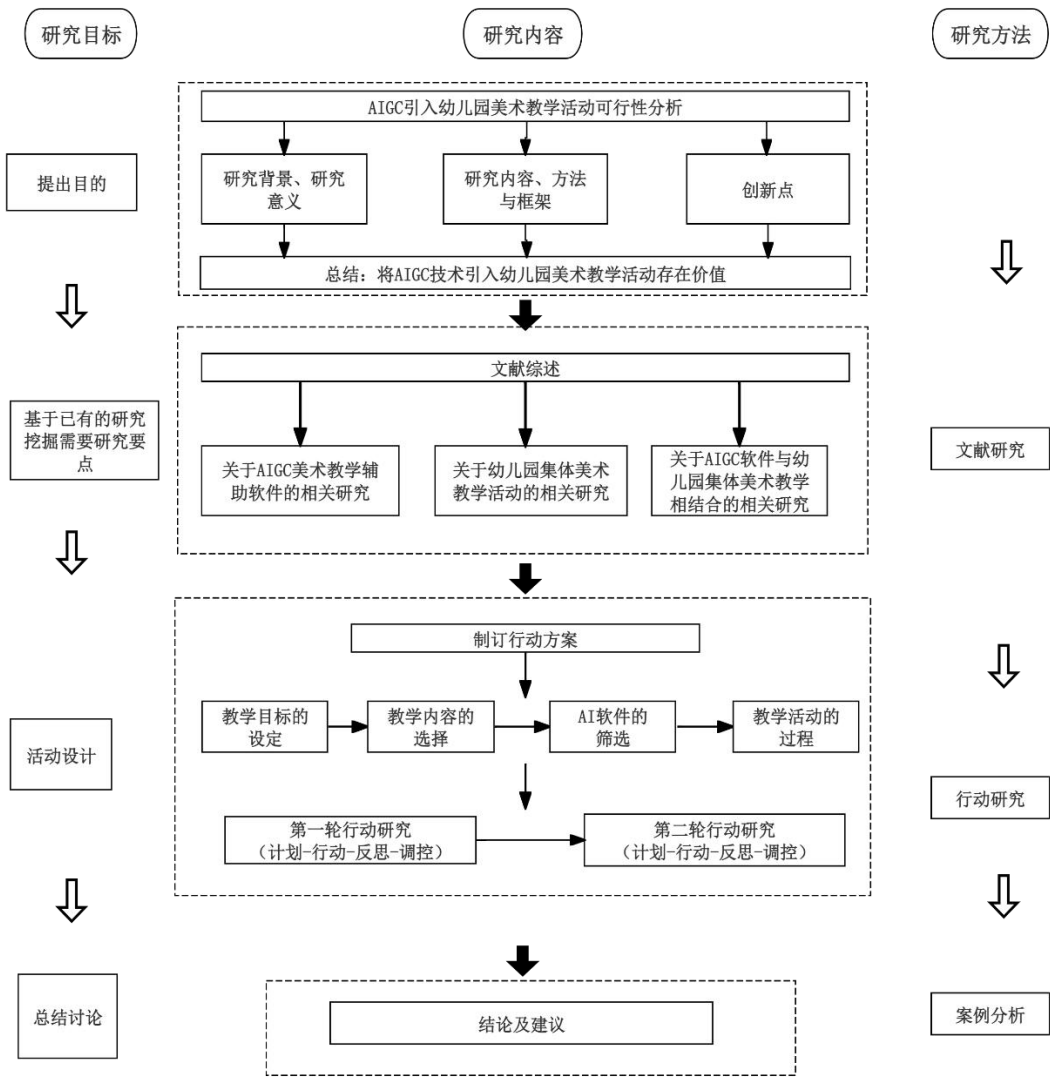 研究目标
研究内容
研究方法
AIGC引入幼儿园美术教学活动可行性分析
提出目的
研究背景、研究
意义
研究内容、方法
与框架
创新点
总结：将AIGC技术引入幼儿园美术教学活动存在价值
文献综述
基于已有的研究
挖掘需要研究要
点
关于AIGC美术教学辅
助软件的相关研究
关于幼儿园集体美术
教学活动的相关研究
关于AIGC软件与幼
儿园集体美术教学
相结合的相关研究
文献研究
制订行动方案
活动设计
教学目标的
设定
教学内容的
选择
AI软件的
筛选
教学活动的
过程
行动研究
第一轮行动研究
（计划-行动-反思-调控）
第二轮行动研究
（计划-行动-反思-调控）
总结讨论
结论及建议
案例分析